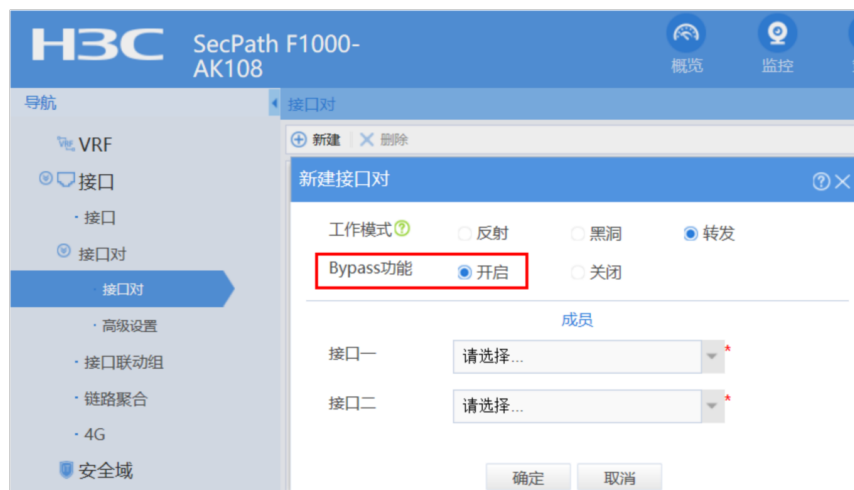 H3C
SecPath F1000-
AK108
概览
监控
导航
接口对
VRF
新建
删除
接口
新建接口对
接口
工作模式
反射
黑洞
转发
接口对
Bypass功能
开启
关闭
接口对
高级设置
成员
接口联动组
接口一
请选择...
*
链路聚合
接口二
请选择...
*
4G
安全域
确定
取消